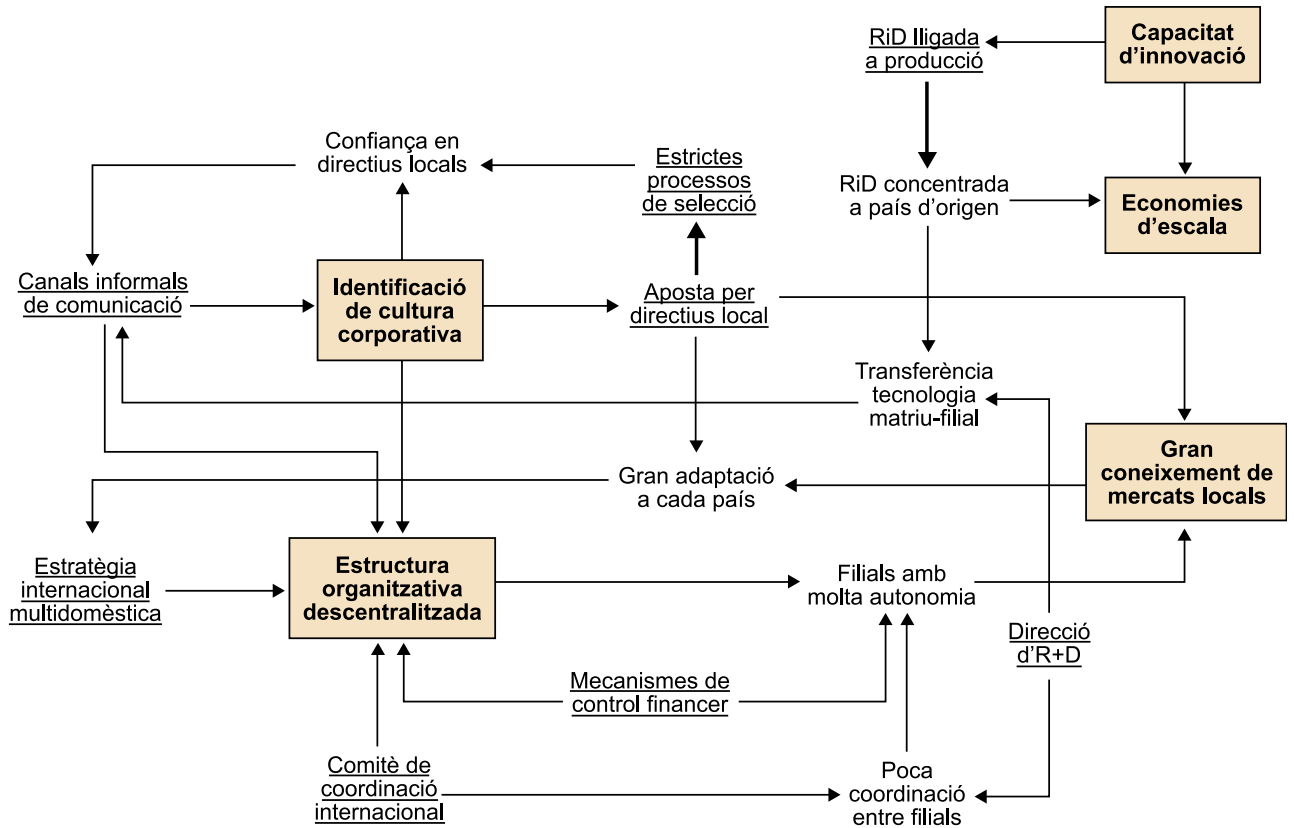 RiD lligada
a producció
Capacitat
d'innovació
Confiança en
directius locals
Estrictes
processos
de selecció
RiD concentrada
a país d'origen
Economies
d'escala
Canals informals
de comunicació
Identificació
de cultura
corporativa
Aposta per
directius local
Transferència
tecnologia
matriu-filial
Gran
coneixement de
mercats locals
Gran adaptació
a cada país
Estratègia
internacional
multidomèstica
Estructura
organitzativa
descentralitzada
Filials amb
molta autonomia
Direcció
d'R+D
Mecanismes de
control financer
Comitè de
coordinació
internacional
Poca
coordinació
entre filials